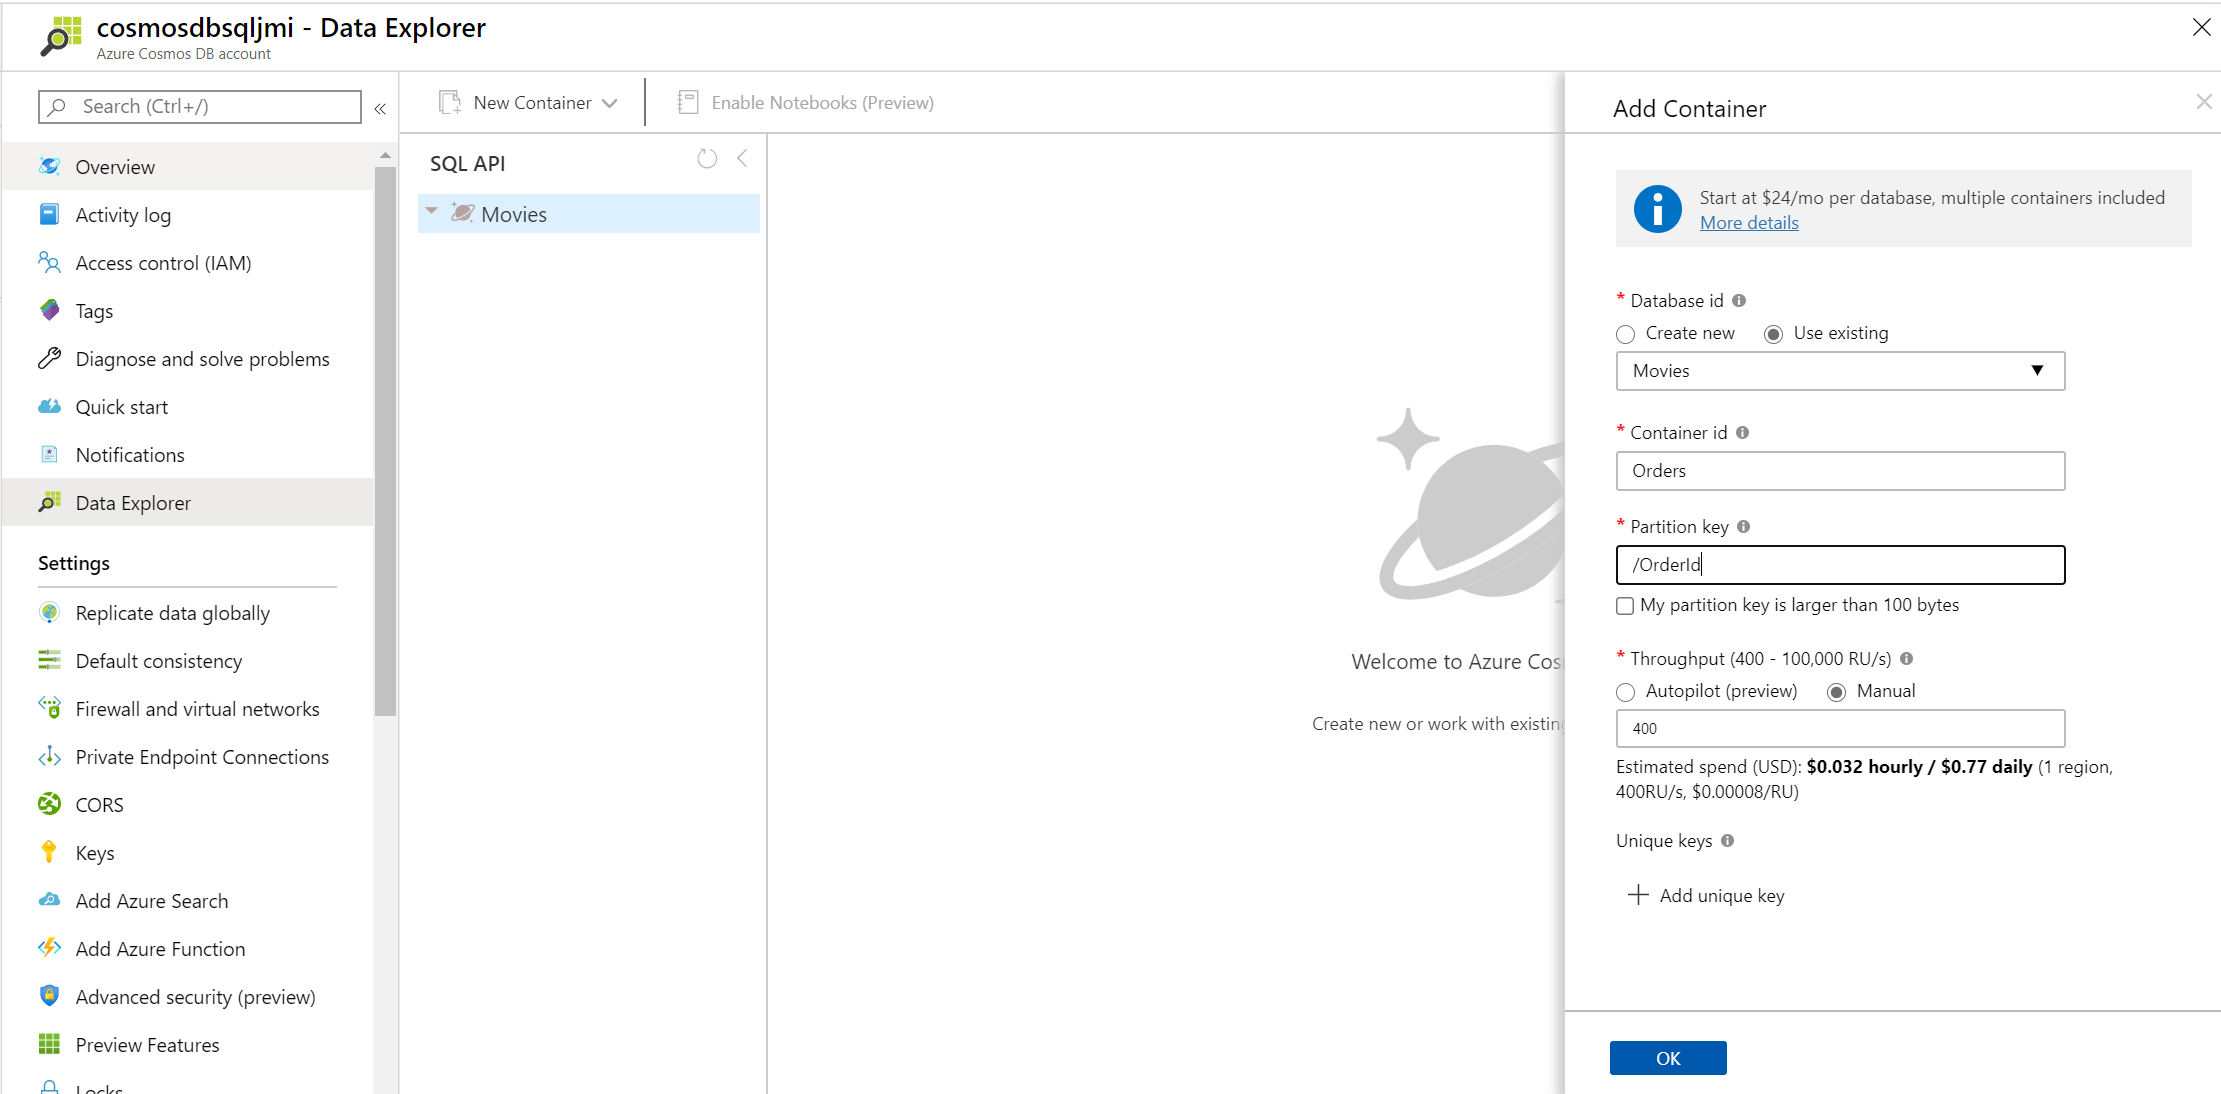 cosmosdbsqljmi - Data Explorer
Azure Cosmos DB account
Search (Ctrl+/)
Overview
Activity log
Access control (IAM)
Tags
Diagnose and solve problems
Quick start
Notifications
Data Explorer
Settings
Replicate data globally
Default consistency
Firewall and virtual networks
Private Endpoint Connections
CORS
Keys
Add Azure Search
Add Azure Function
Advanced security (preview)
Preview Features
Locks
New Container
Enable Notebooks (Preview)
SQL API
Movies
Welcome to Azure Cos
Create new or work with existing
Add Container
Start at $24/mo per database, multiple containers included
More details
* Database id
Create new
Use existing
Movies
* Container id
Orders
* Partition key
/OrderId
My partition key is larger than 100 bytes
* Throughput (400 - 100,000 RU/s)
Autopilot (preview)
Manual
400
Estimated spend (USD): $0.032 hourly / $0.77 daily (1 region,
400RU/s, $0.00008/RU)
Unique keys
Add unique key
OK